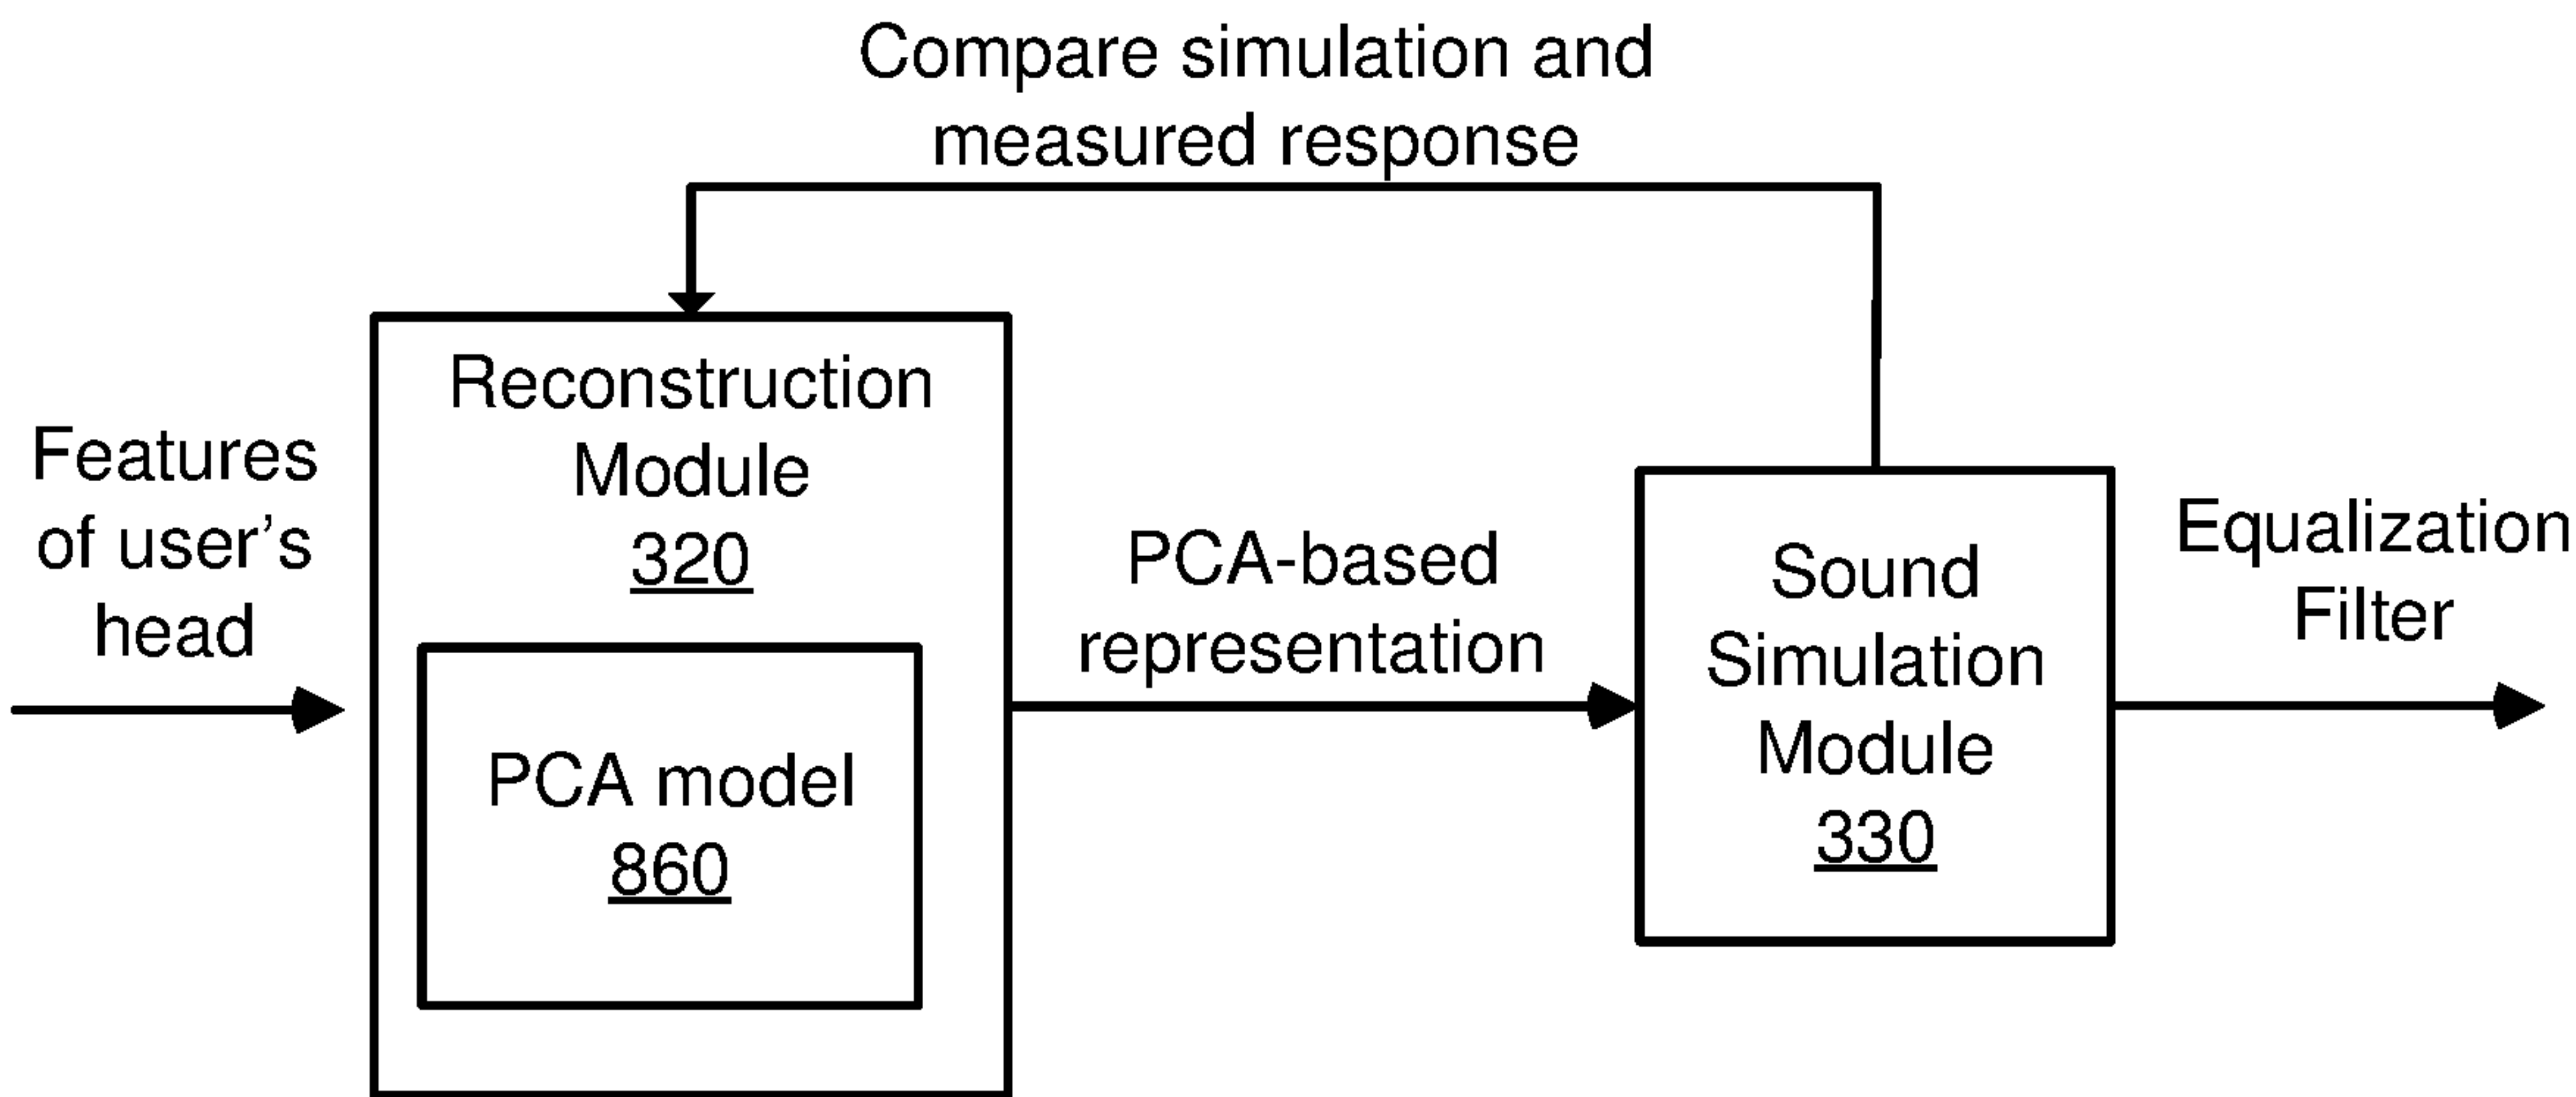 Compare simulation and
measured response
Features
of user's
head
Reconstruction
Module
320
PCA model
860
PCA-based
representation
Sound
Simulation
Module
330
Equalization
Filter